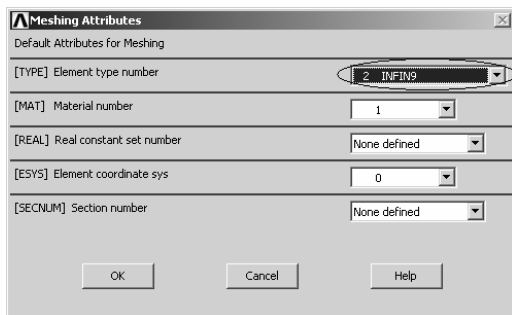 Meshing Attributes
Default Attributes for Meshing
[TYPE] Element type number 2 INFIN9
[MAT] Material number 1
[REAL] Real constant set number None defined
[ESYS] Element coordinate sys 0
[SECNUM] Section number None defined
OK Cancel Help